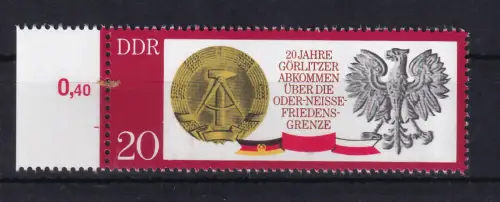 DDR
20 JAHRE
GÖRLITZER
ABKOMMEN
ÜBER DIE
ODER-NEISSE-
FRIEDENS-
GRENZE
0,40
20